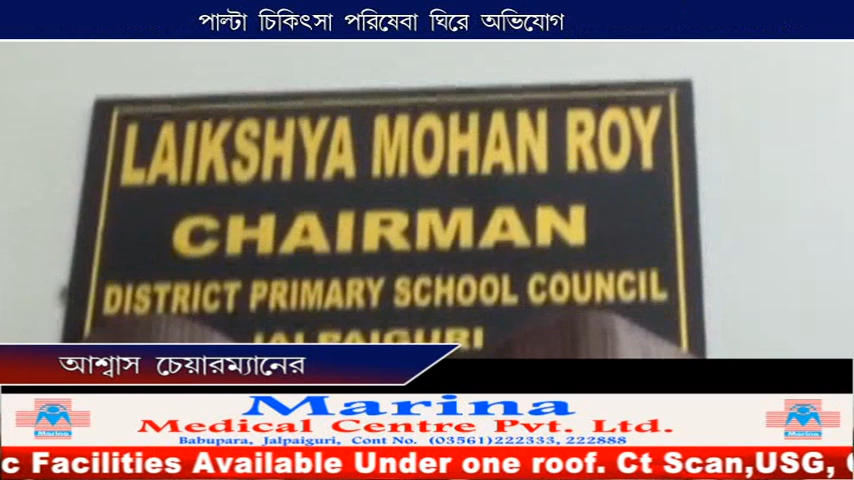 পাল্টা চিকিৎসা পরিষেবা ঘিরে অভিযোগ
LAIKSHYA MOHAN ROY
CHAIRMAN
DISTRICT PRIMARY SCHOOL COUNCIL
JALPAIGURI
আশ্বাস চেয়ারম্যানের
Marina
Medical Centre Pvt. Ltd.
Babupara, Jalpaiguri, Cont No. (03561)222333, 222888
Marina
Marina
c Facilities Available Under one roof. Ct Scan,USG,